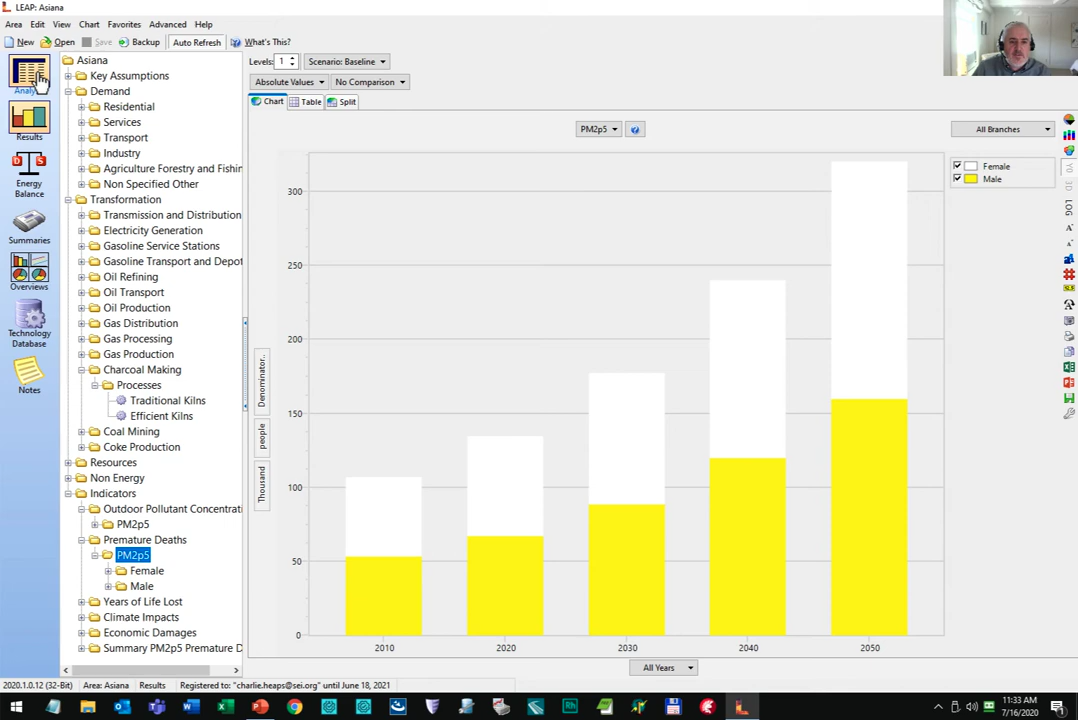 LEAP: Asiana
Area Edit View Chart Favorites Advanced Help
New Open Save Backup Auto Refresh What's This?
Analy
Results
Energy
Balance
Summaries
Overviews
Technology
Database
Notes
Asiana
Key Assumptions
Demand
Residential
Services
Transport
Industry
Agriculture Forestry and Fishin
Non Specified Other
Transformation
Transmission and Distribution
Electricity Generation
Gasoline Service Stations
Gasoline Transport and Depot
Oil Refining
Oil Transport
Oil Production
Gas Distribution
Gas Processing
Gas Production
Charcoal Making
Processes
Traditional Kilns
Efficient Kilns
Coal Mining
Coke Production
Resources
Non Energy
Indicators
Outdoor Pollutant Concentrati
PM2p5
Premature Deaths
PM2p5
Female
Male
Years of Life Lost
Climate Impacts
Economic Damages
Summary PM2p5 Premature D
Levels: 1 Scenario: Baseline
Absolute Values No Comparison
Chart Table Split
PM2p5
All Branches
Female
Male
Denominator..
people
Thousand
300
250
200
150
100
50
0
2010 2020 2030 2040 2050
All Years
Y0
3D
LOG
A
A
2020.1.0.12 (32-Bit) Area: Asiana Results Registered to: "charlie.heaps@sei.org" until June 18, 2021
11:33 AM
7/16/2020